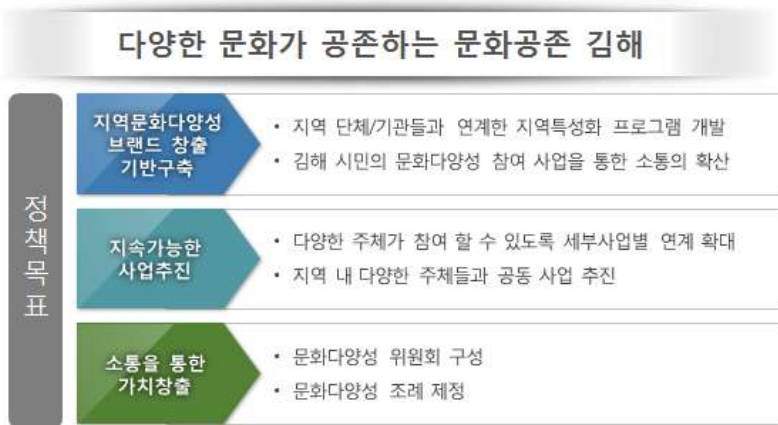 다양한 문화가 공존하는 문화공존 김해
정책목표
지역문화다양성
브랜드 창출
기반구축
• 지역 단체/기관들과 연계한 지역특성화 프로그램 개발
• 김해 시민의 문화다양성 참여 사업을 통한 소통의 확산
지속가능한
사업추진
• 다양한 주체가 참여 할 수 있도록 세부사업별 연계 확대
• 지역 내 다양한 주체들과 공동 사업 추진
소통을 통한
가치창출
• 문화다양성 위원회 구성
• 문화다양성 조례 제정